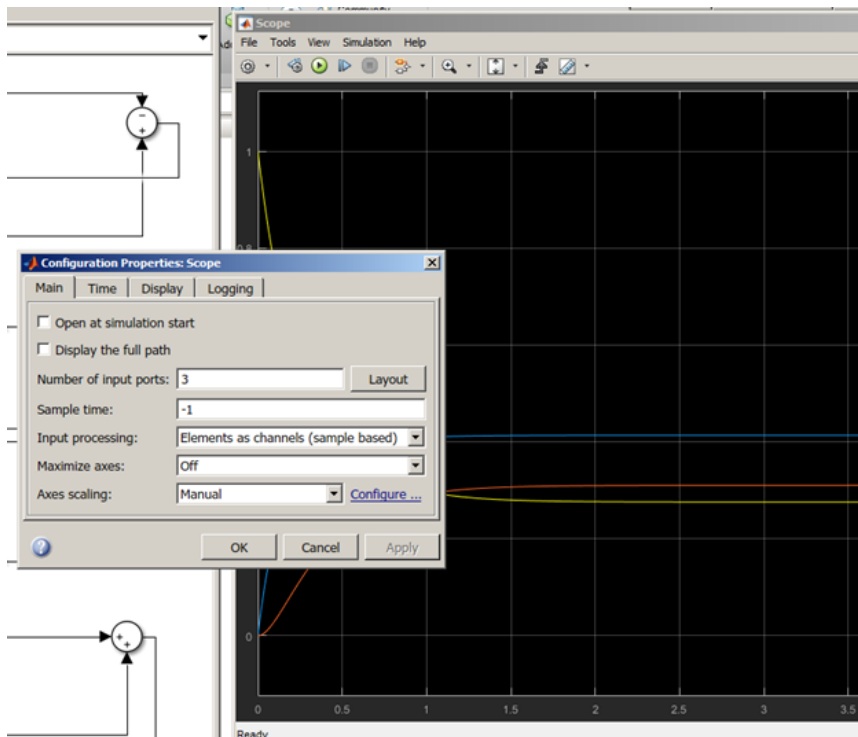 Scope
File Tools View Simulation Help
1
0.8
Configuration Properties: Scope
Main Time Display Logging
Open at simulation start
Display the full path
Number of input ports: 3 Layout
Sample time: -1
Input processing: Elements as channels (sample based)
Maximize axes: Off
Axes scaling: Manual Configure ...
OK Cancel Apply
0
0 0.5 1 1.5 2 2.5 3 3.5
Ready